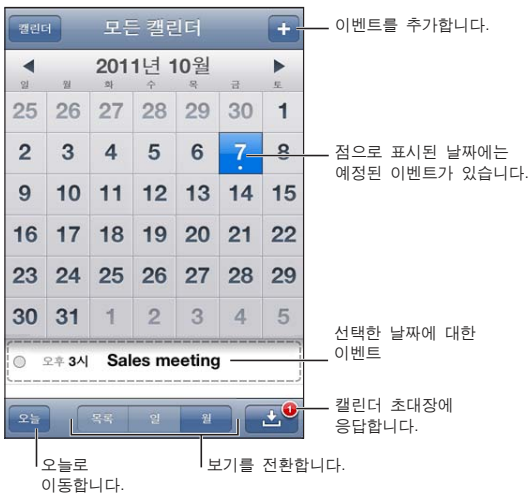 캘린더 모든 캘린더 +
이벤트를 추가합니다.
2011년 10월
일 월 화 수 목 금 토
25 26 27 28 29 30 1
2 3 4 5 6 7 8
점으로 표시된 날짜에는
예정된 이벤트가 있습니다.
9 10 11 12 13 14 15
16 17 18 19 20 21 22
23 24 25 26 27 28 29
30 31 1 2 3 4 5
선택한 날짜에 대한
이벤트
오후 3시 Sales meeting
캘린더 초대장에
응답합니다.
오늘 목록 일 월 1
오늘로
이동합니다.
보기를 전환합니다.